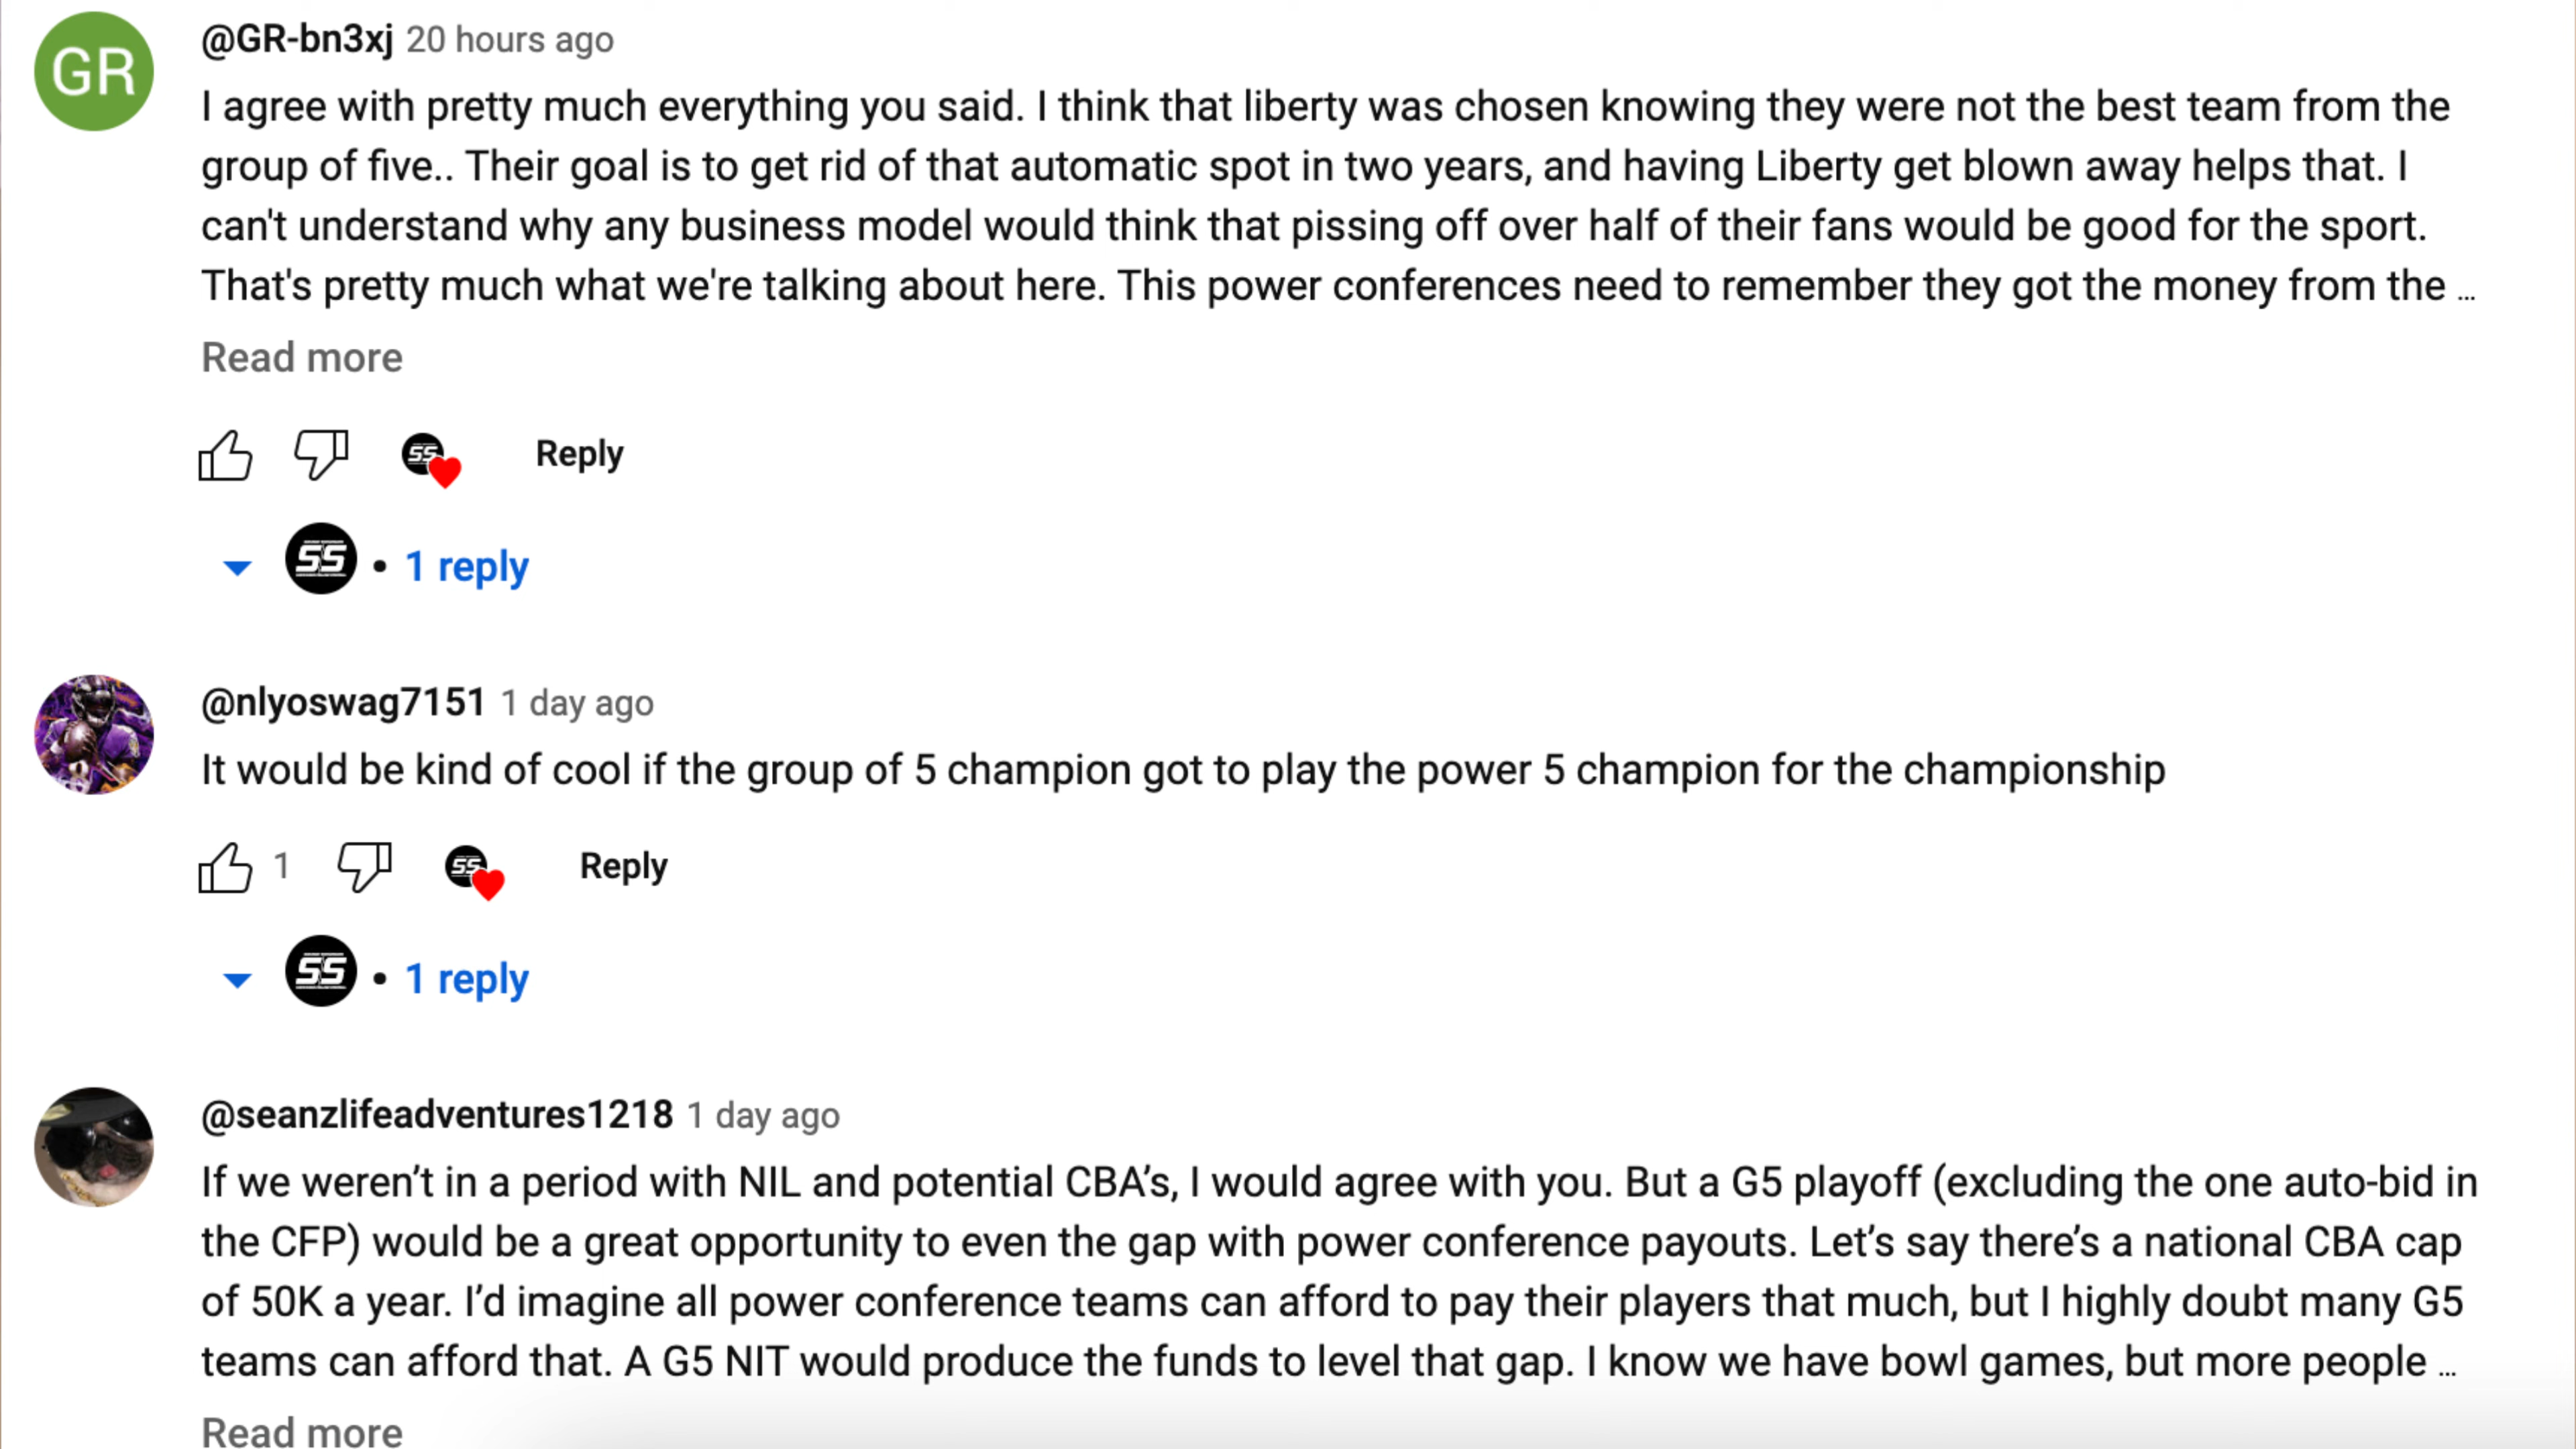 GR
@GR-bn3xj 20 hours ago
I agree with pretty much everything you said. I think that liberty was chosen knowing they were not the best team from the
group of five.. Their goal is to get rid of that automatic spot in two years, and having Liberty get blown away helps that. I
can't understand why any business model would think that pissing off over half of their fans would be good for the sport.
That's pretty much what we're talking about here. This power conferences need to remember they got the money from the ...
Read more
SS Reply
SS • 1 reply
@nlyoswag7151 1 day ago
It would be kind of cool if the group of 5 champion got to play the power 5 champion for the championship
1 SS Reply
SS • 1 reply
@seanzlifeadventures1218 1 day ago
If we weren’t in a period with NIL and potential CBA’s, I would agree with you. But a G5 playoff (excluding the one auto-bid in
the CFP) would be a great opportunity to even the gap with power conference payouts. Let’s say there’s a national CBA cap
of 50K a year. I’d imagine all power conference teams can afford to pay their players that much, but I highly doubt many G5
teams can afford that. A G5 NIT would produce the funds to level that gap. I know we have bowl games, but more people ...
Read more